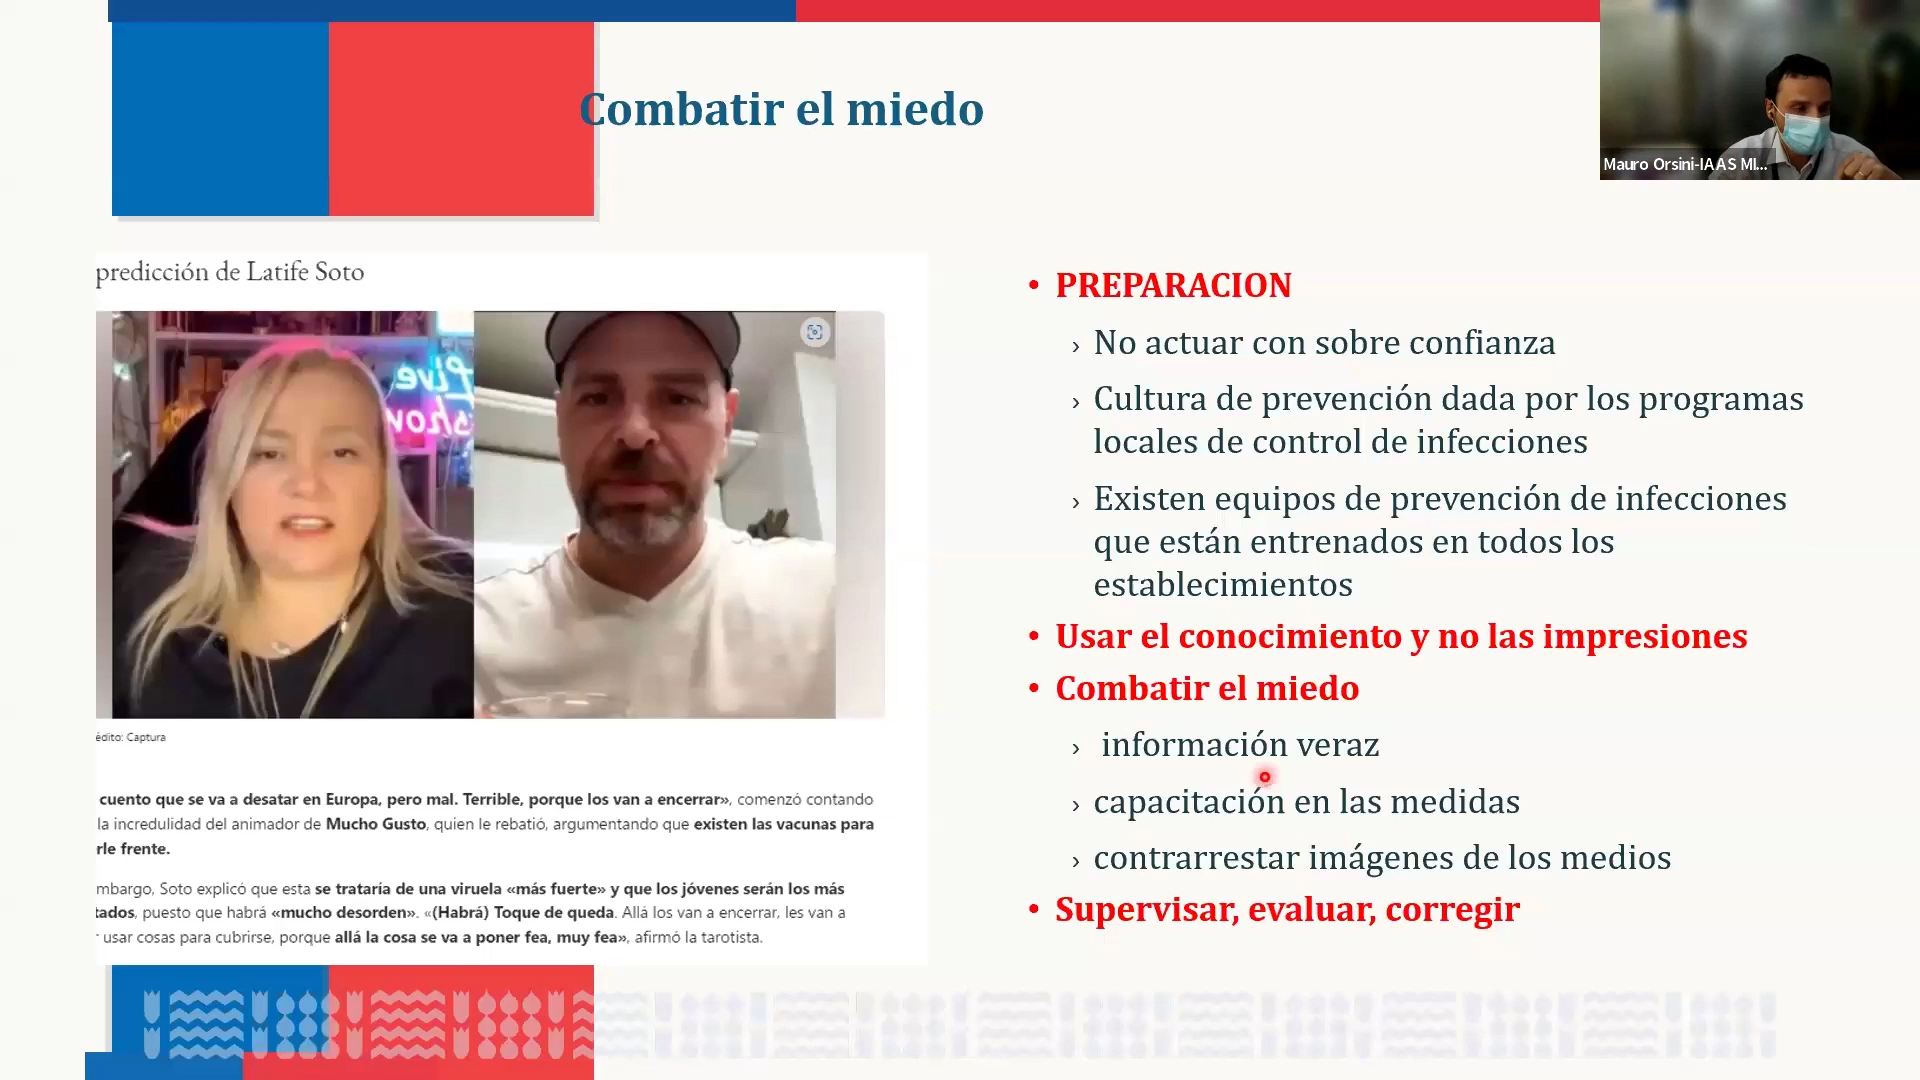 Combatir el miedo
Mauro Orsini-IAAS MI...
predicción de Latife Soto
Live
show
édito: Captura
cuento que se va a desatar en Europa, pero mal. Terrible, porque los van a encerrar», comenzó contando
la incredulidad del animador de Mucho Gusto, quien le rebatió, argumentando que existen las vacunas para
rle frente.
mbargo, Soto explicó que esta se trataría de una viruela «más fuerte» y que los jóvenes serán los más
tados, puesto que habrá «mucho desorden». «(Habrá) Toque de queda. Allá los van a encerrar, les van a
r usar cosas para cubrirse, porque allá la cosa se va a poner fea, muy fea», afirmó la tarotista.
• PREPARACION
› No actuar con sobre confianza
› Cultura de prevención dada por los programas
locales de control de infecciones
› Existen equipos de prevención de infecciones
que están entrenados en todos los
establecimientos
• Usar el conocimiento y no las impresiones
• Combatir el miedo
› información veraz
› capacitación en las medidas
› contrarrestar imágenes de los medios
• Supervisar, evaluar, corregir